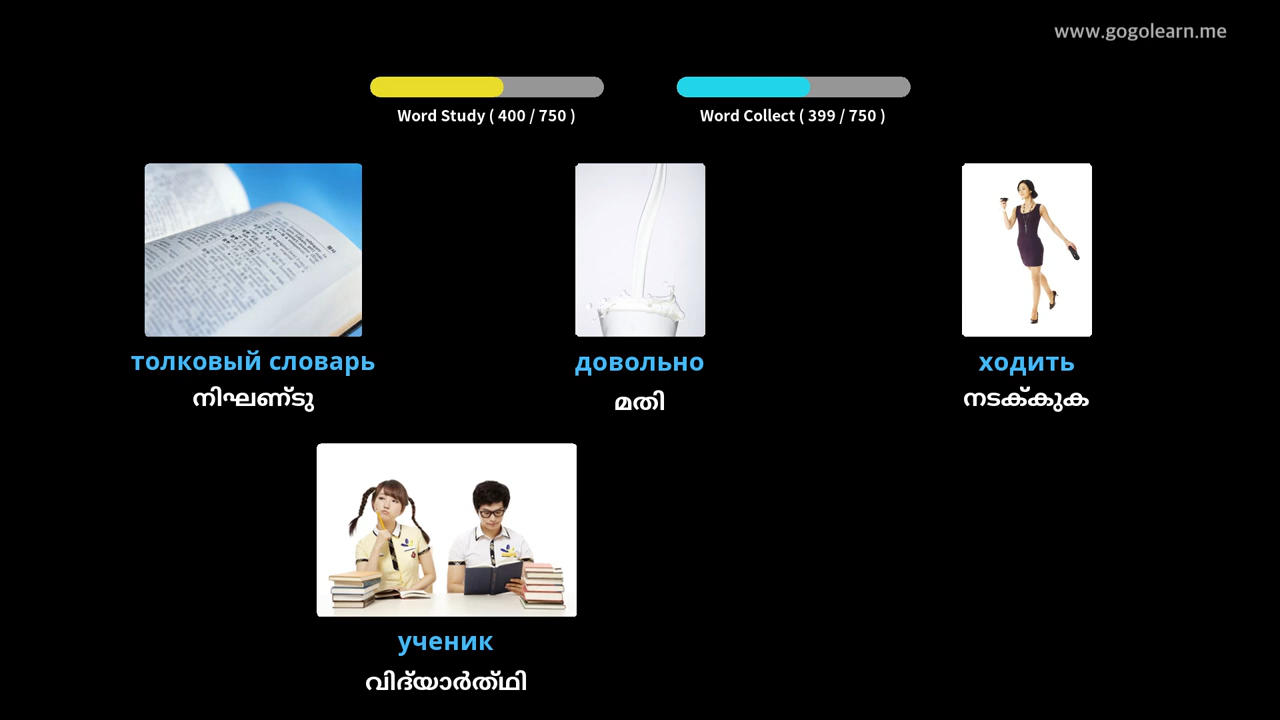 www.gogolearn.me
Word Study ( 400 / 750 )
Word Collect ( 399 / 750 )
толковый словарь
നിഘണ്ടു
довольно
മതി
ходить
നടക്കുക
ученик
വിദ്യാർത്ഥി